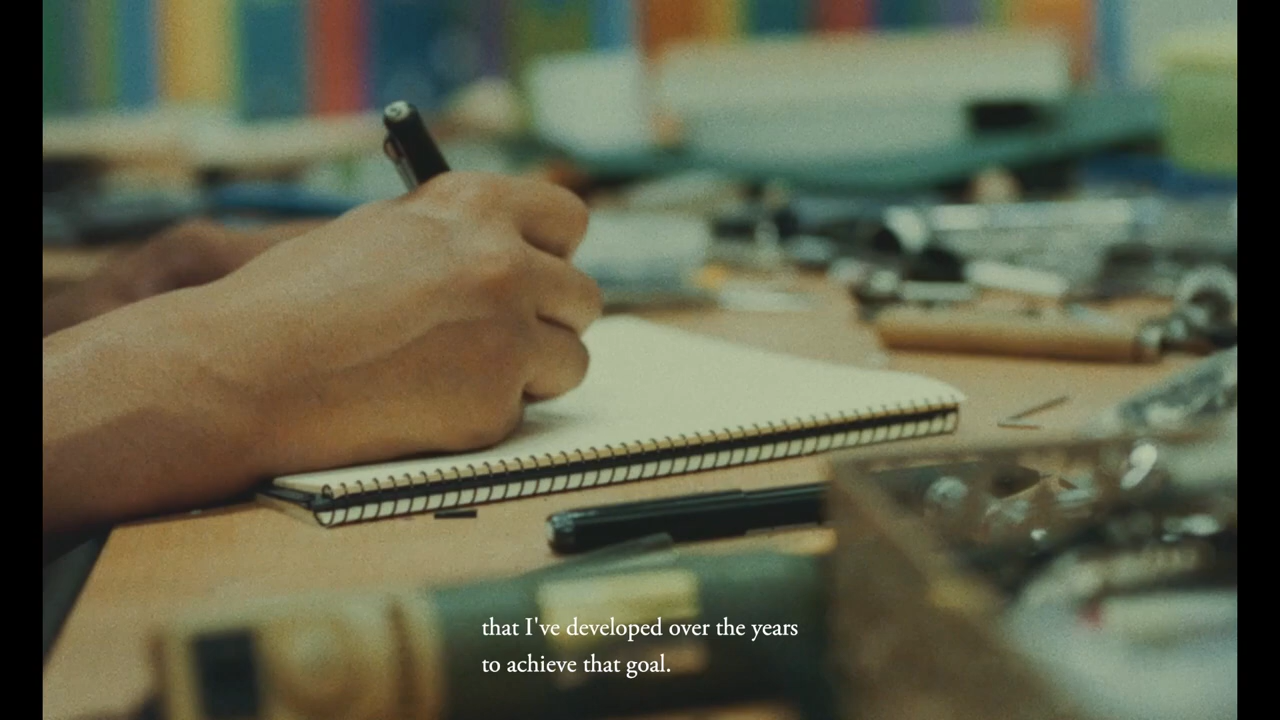 that I've developed over the years
to achieve that goal.